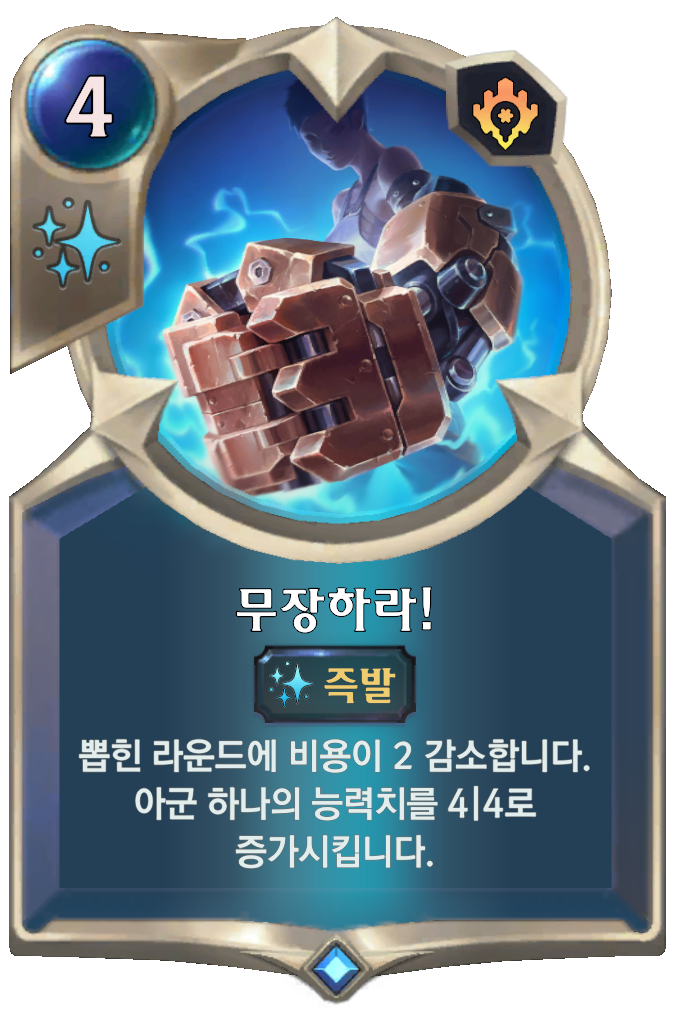 4
무장하라!
즉발
뽑힌 라운드에 비용이 2 감소합니다.
아군 하나의 능력치를 4|4로
증가시킵니다.